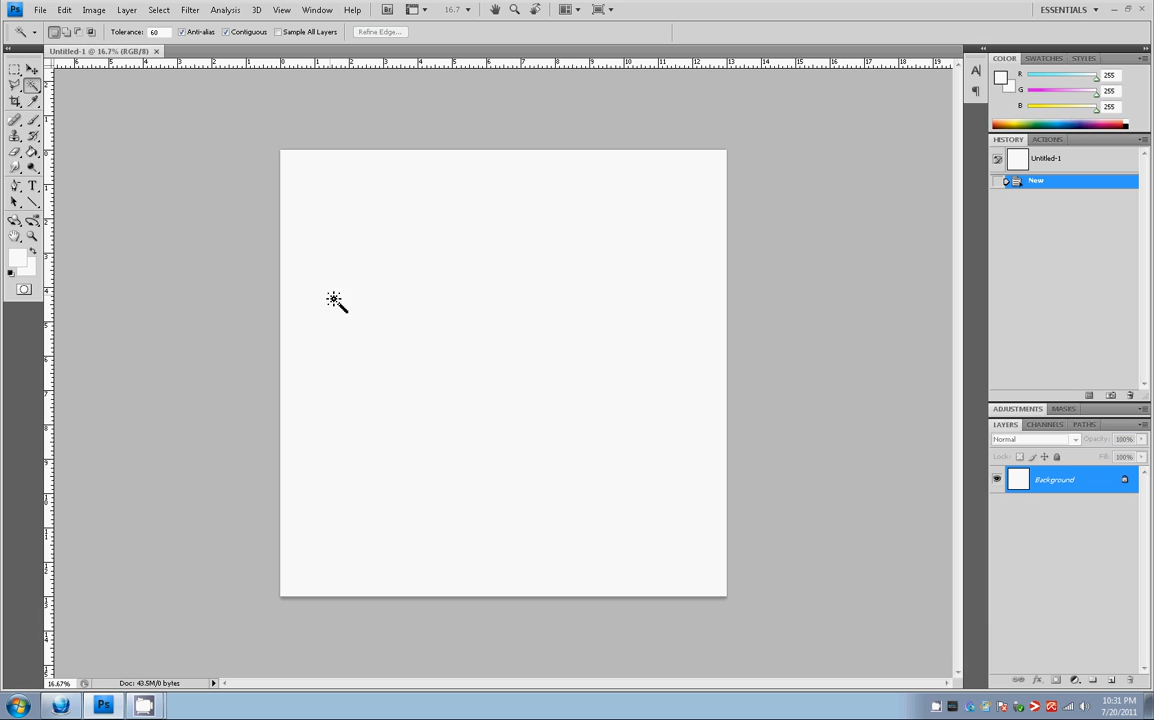 Ps File Edit Image Layer Select Filter Analysis 3D View Window Help Br 16.7 ESSENTIALS
Tolerance: 60 Anti-alias Contiguous Sample All Layers Refine Edge...
Untitled-1 @ 16.7% (RGB/8)
COLOR SWATCHES STYLES
R 255
G 255
B 255
HISTORY ACTIONS
Untitled-1
New
ADJUSTMENTS MASKS
LAYERS CHANNELS PATHS
Normal Opacity: 100%
Lock: Fill: 100%
Background
16.67% Doc: 43.5M/0 bytes
Ps
10:31 PM
7/20/2011